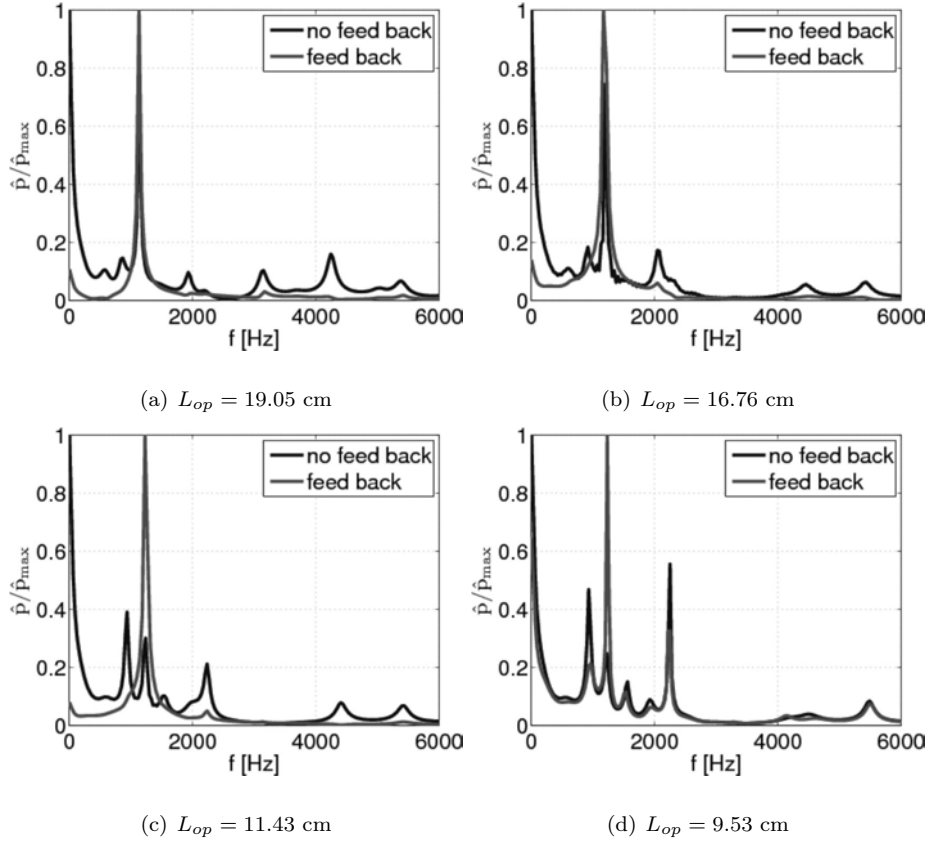 1
0.8
0.6
0.4
0.2
0
p̂/p̂max
0 2000 4000 6000
f [Hz]
no feed back
feed back
(a) Lop = 19.05 cm
1
0.8
0.6
0.4
0.2
0
p̂/p̂max
0 2000 4000 6000
f [Hz]
no feed back
feed back
(b) Lop = 16.76 cm
1
0.8
0.6
0.4
0.2
0
p̂/p̂max
0 2000 4000 6000
f [Hz]
no feed back
feed back
(c) Lop = 11.43 cm
1
0.8
0.6
0.4
0.2
0
p̂/p̂max
0 2000 4000 6000
f [Hz]
no feed back
feed back
(d) Lop = 9.53 cm